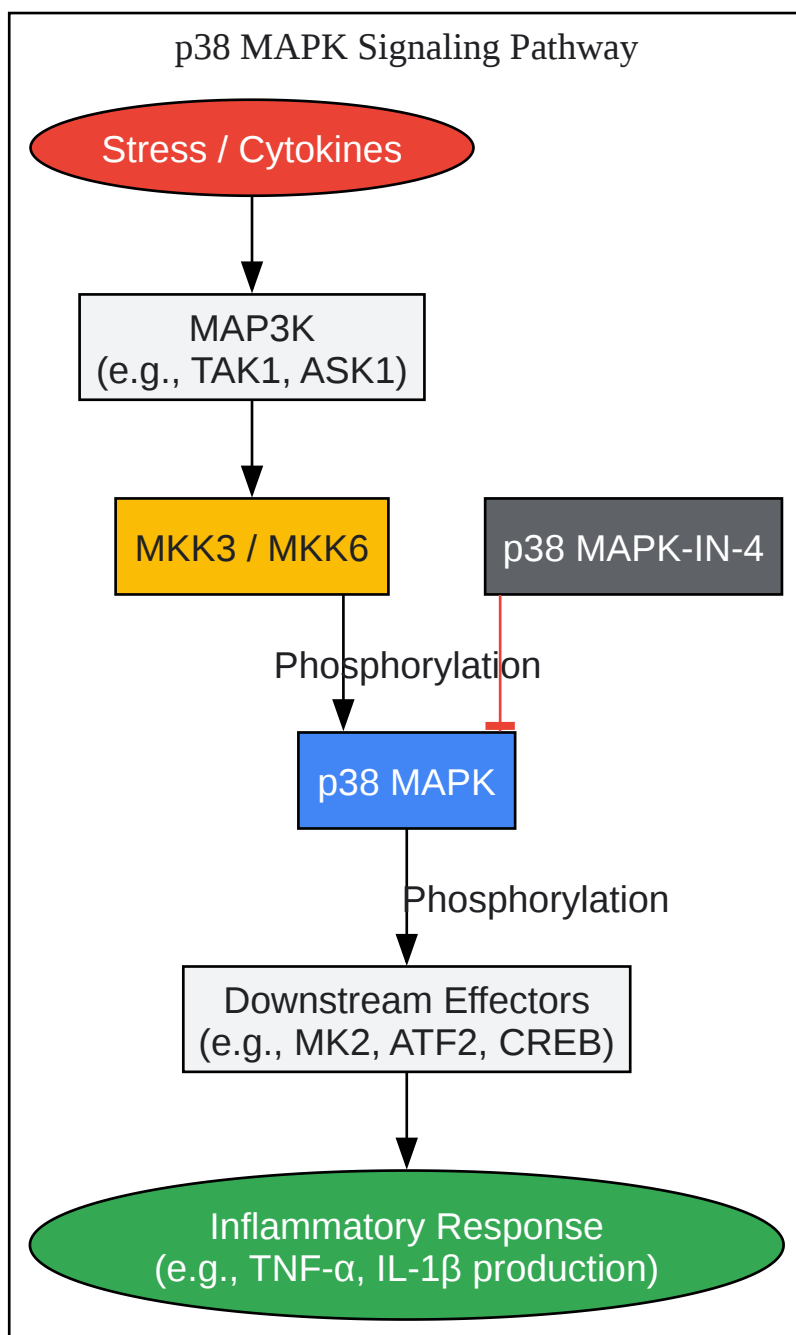 p38 MAPK Signaling Pathway
Stress / Cytokines
MAP3K
(e.g., TAK1, ASK1)
MKK3 / MKK6
p38 MAPK-IN-4
Phosphorylation
p38 MAPK
Phosphorylation
Downstream Effectors
(e.g., MK2, ATF2, CREB)
Inflammatory Response
(e.g., TNF-α, IL-1β production)